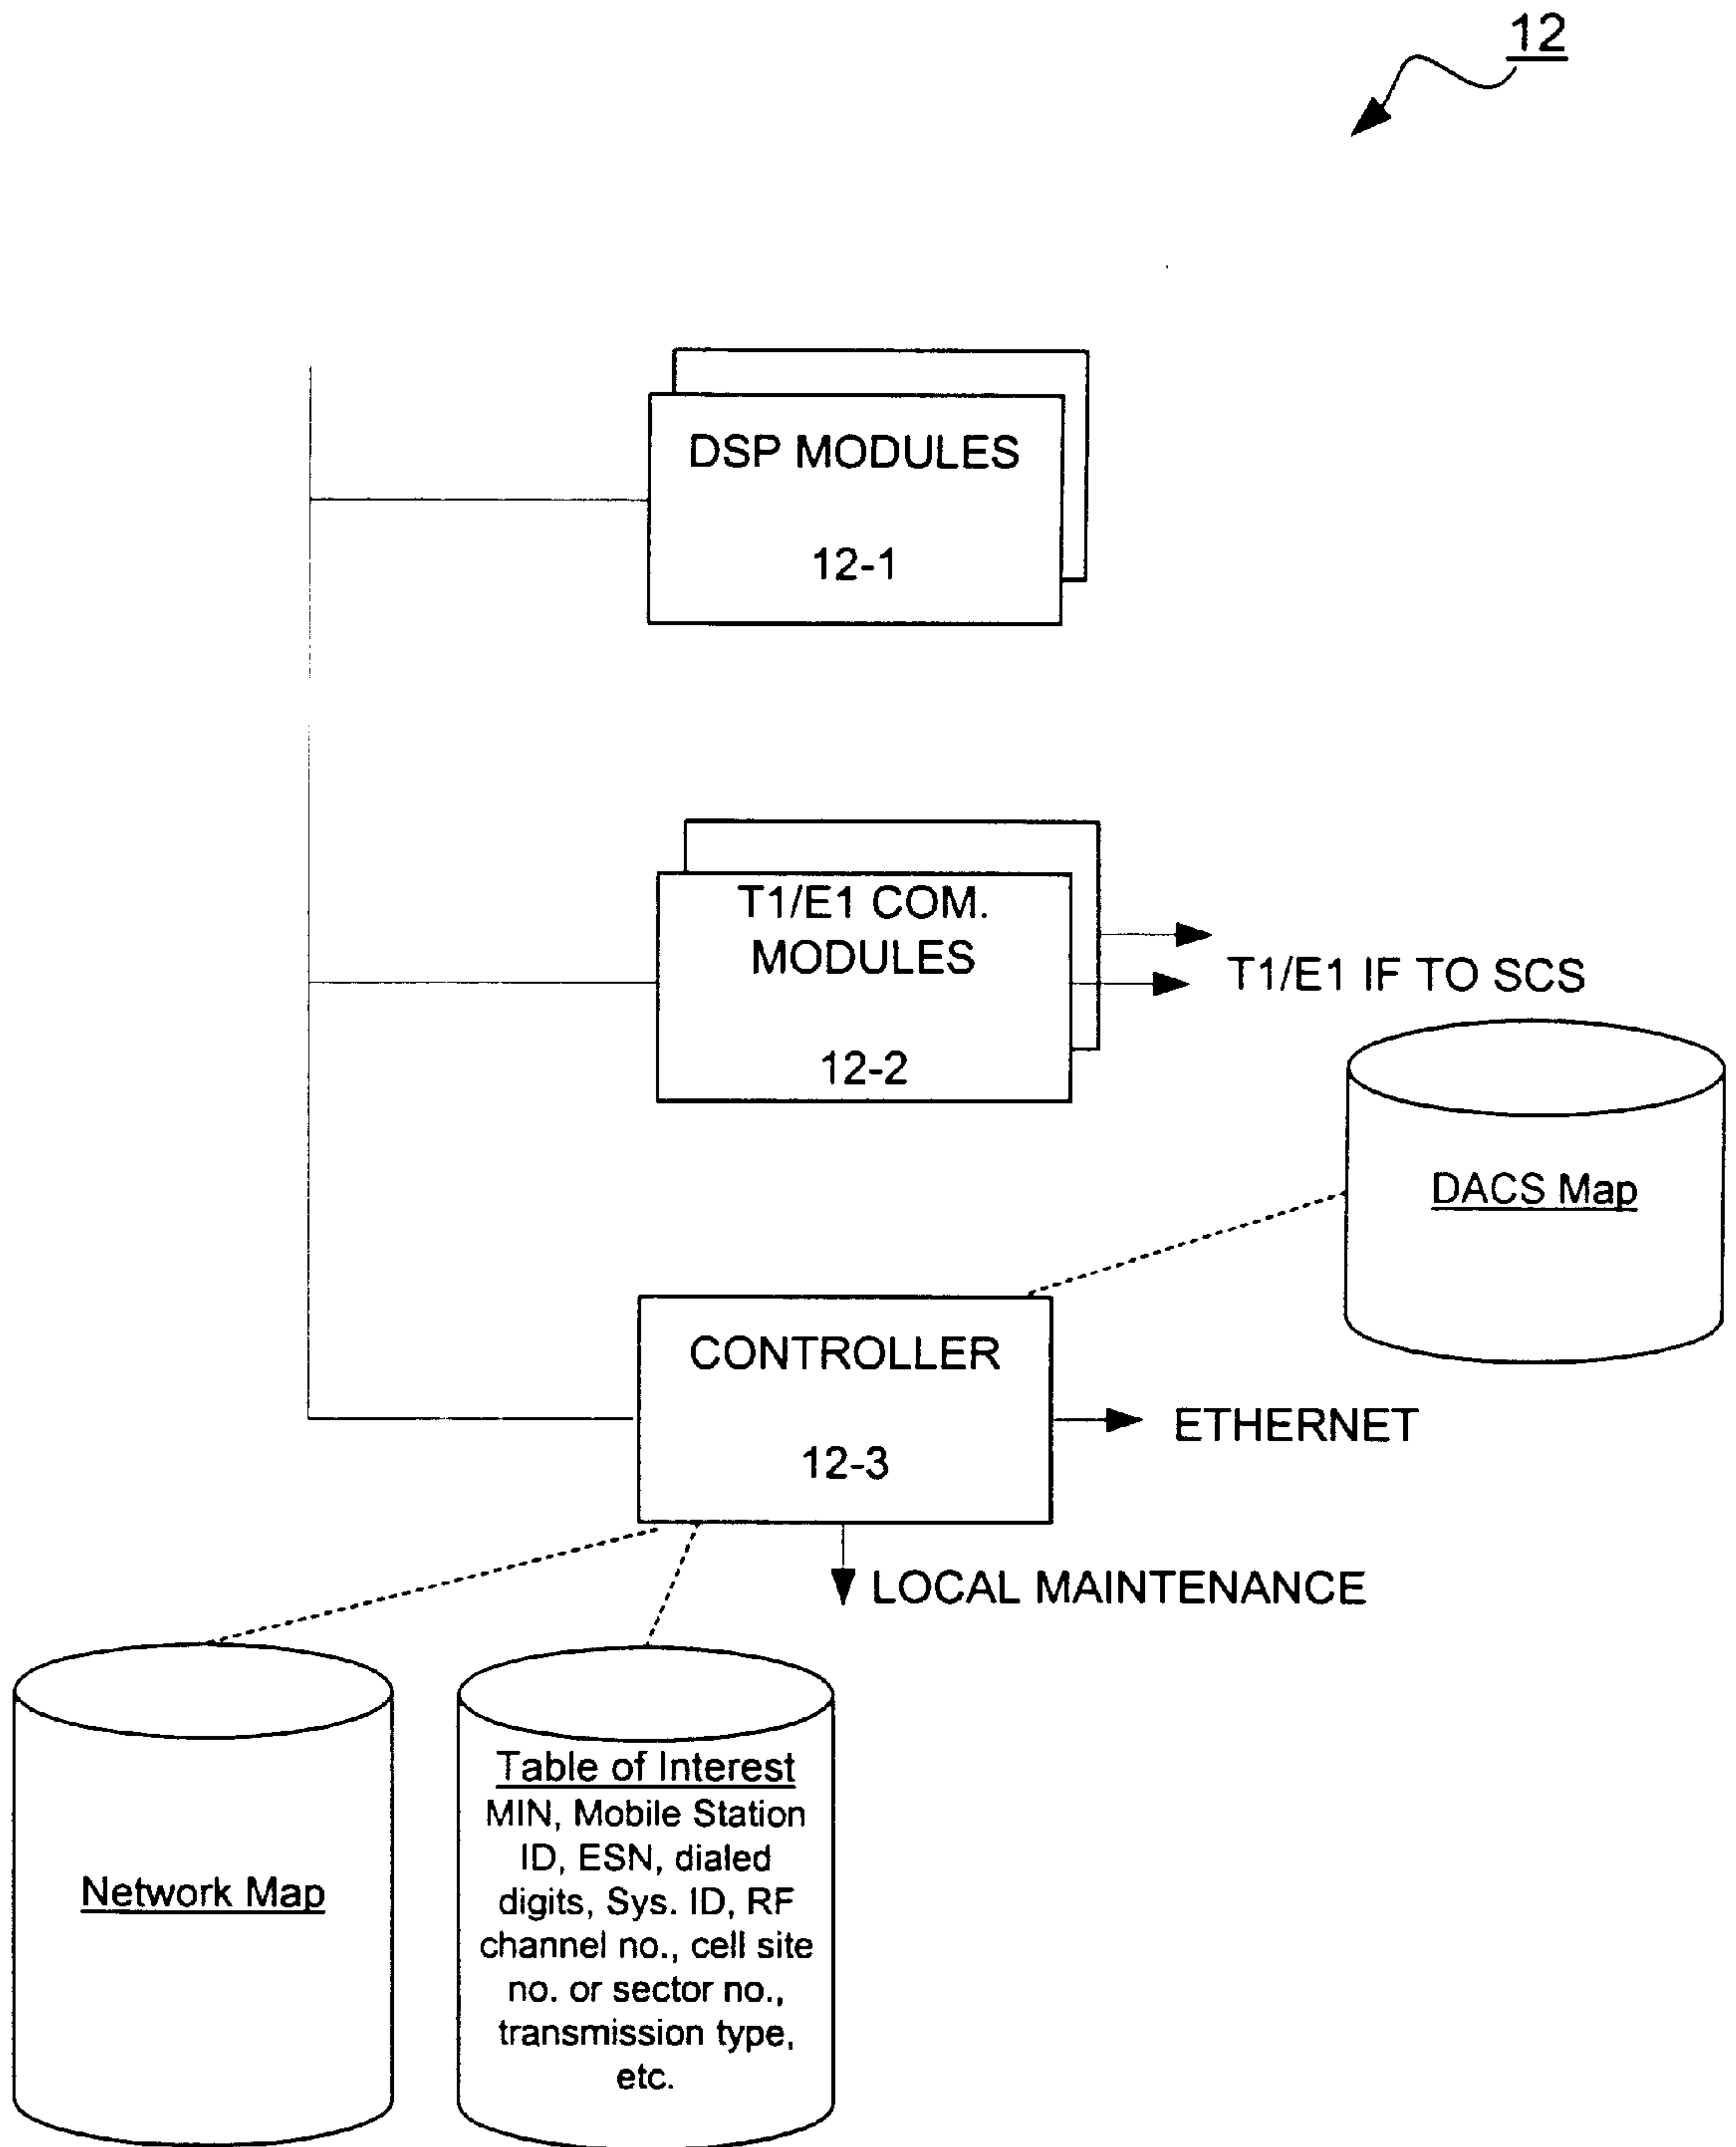 12
DSP MODULES
12-1
T1/E1 COM.
MODULES
12-2
T1/E1 IF TO SCS
DACS Map
CONTROLLER
12-3
ETHERNET
LOCAL MAINTENANCE
Network Map
Table of Interest
MIN, Mobile Station
ID, ESN, dialed
digits, Sys. ID, RF
channel no., cell site
no. or sector no.,
transmission type,
etc.